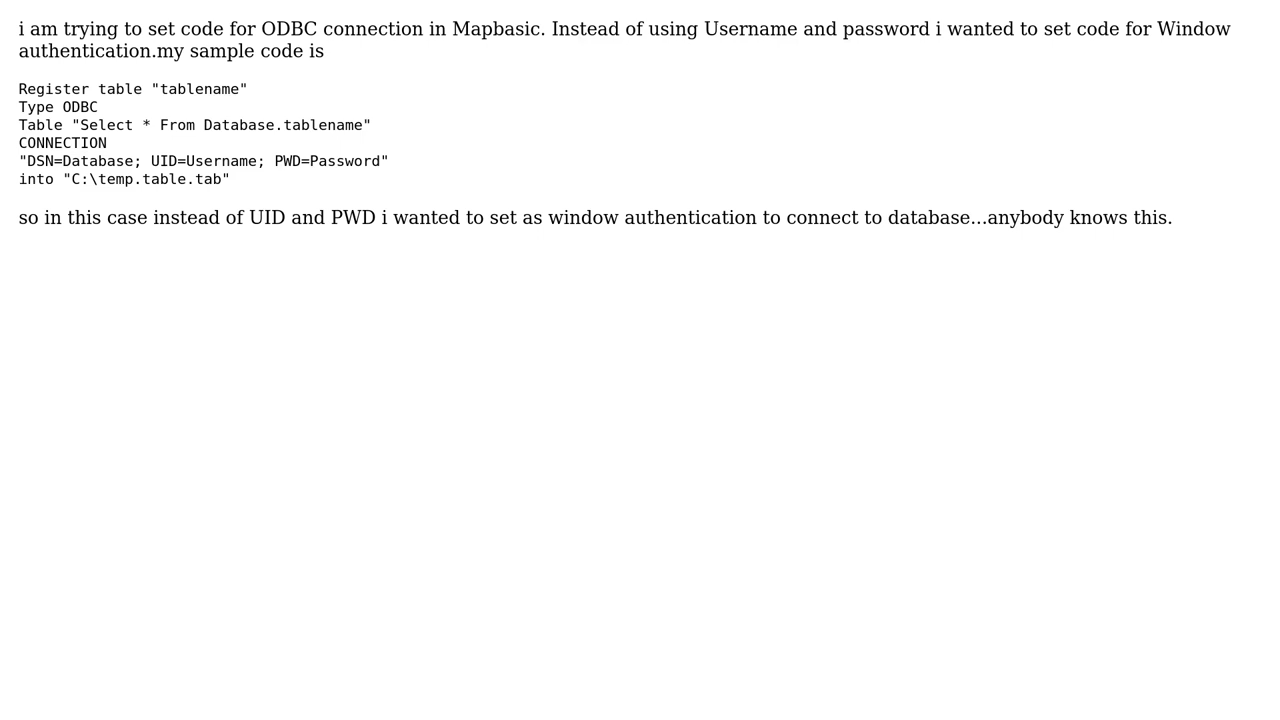 i am trying to set code for ODBC connection in Mapbasic. Instead of using Username and password i wanted to set code for Window
authentication.my sample code is
Register table "tablename"
Type ODBC
Table "Select * From Database.tablename"
CONNECTION
"DSN=Database; UID=Username; PWD=Password"
into "C:\temp.table.tab"
so in this case instead of UID and PWD i wanted to set as window authentication to connect to database...anybody knows this.